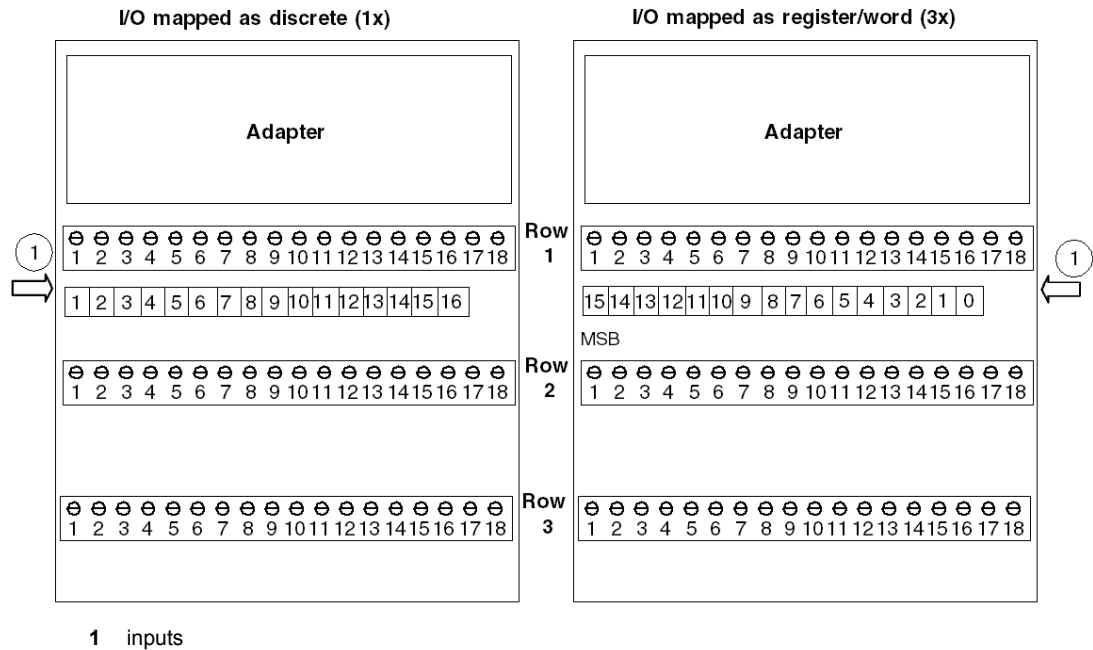 I/O mapped as discrete (1x)
I/O mapped as register/word (3x)
Adapter
Adapter
Row
1
1
1
1 2 3 4 5 6 7 8 9 10 11 12 13 14 15 16 17 18
1 2 3 4 5 6 7 8 9 10 11 12 13 14 15 16 17 18
1 2 3 4 5 6 7 8 9 10 11 12 13 14 15 16
15 14 13 12 11 10 9 8 7 6 5 4 3 2 1 0
MSB
Row
2
1 2 3 4 5 6 7 8 9 10 11 12 13 14 15 16 17 18
1 2 3 4 5 6 7 8 9 10 11 12 13 14 15 16 17 18
Row
3
1 2 3 4 5 6 7 8 9 10 11 12 13 14 15 16 17 18
1 2 3 4 5 6 7 8 9 10 11 12 13 14 15 16 17 18
1 inputs